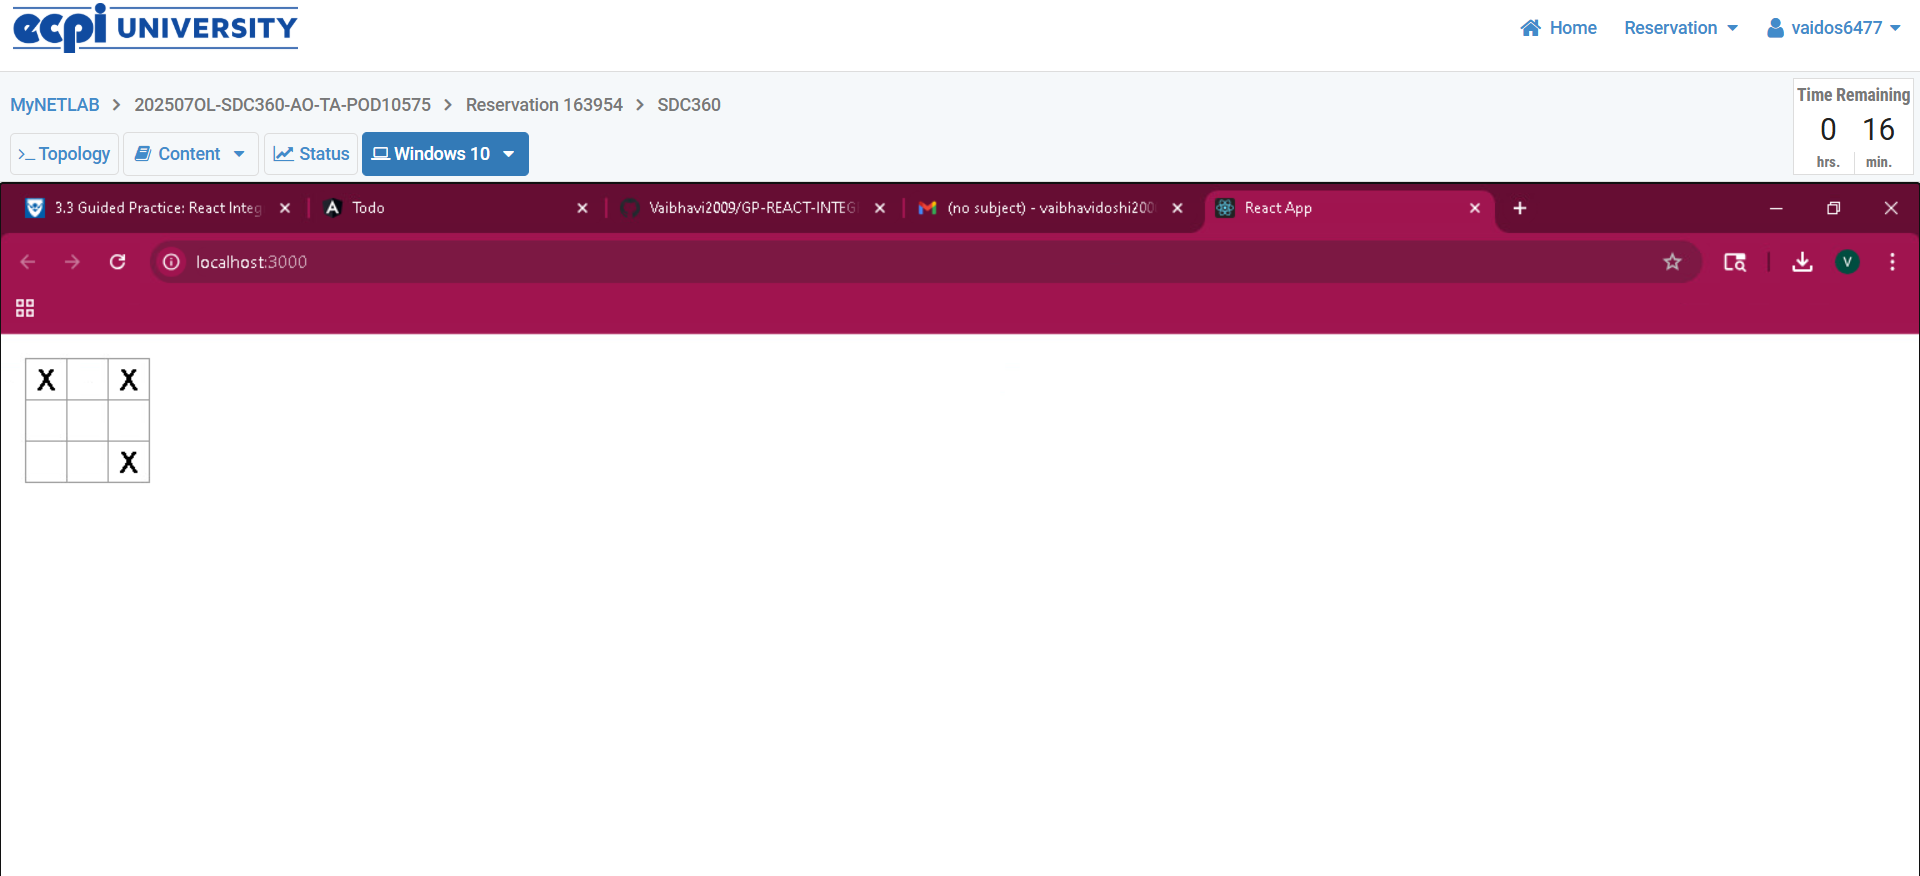 ecpi UNIVERSITY
Home Reservation vaidos6477
MyNETLAB > 202507OL-SDC360-AO-TA-POD10575 > Reservation 163954 > SDC360
Time Remaining
0 16
hrs. min.
>_ Topology Content Status Windows 10
3.3 Guided Practice: React Integ
Todo
Vaibhavi2009/GP-REACT-INTEG
(no subject) - vaibhavidoshi200
React App
localhost:3000
V
X X
X